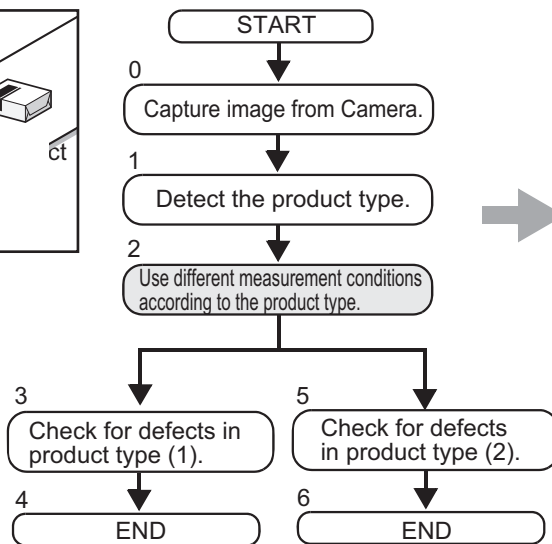 START
0
Capture image from Camera.
1
Detect the product type.
2
Use different measurement conditions
according to the product type.
3
Check for defects in
product type (1).
4
END
5
Check for defects
in product type (2).
6
END
ct